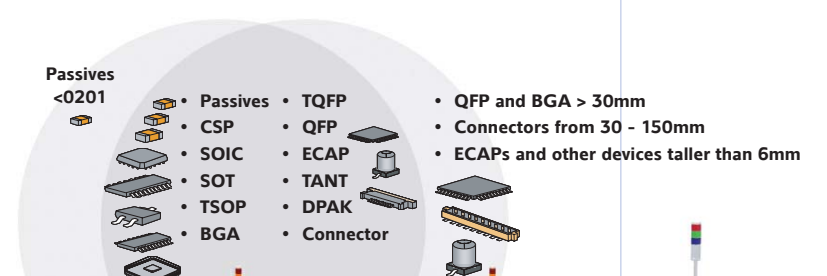 Passives
<0201
• Passives
• CSP
• SOIC
• SOT
• TSOP
• BGA
• TQFP
• QFP
• ECAP
• TANT
• DPAK
• Connector
• QFP and BGA > 30mm
• Connectors from 30 - 150mm
• ECAPs and other devices taller than 6mm